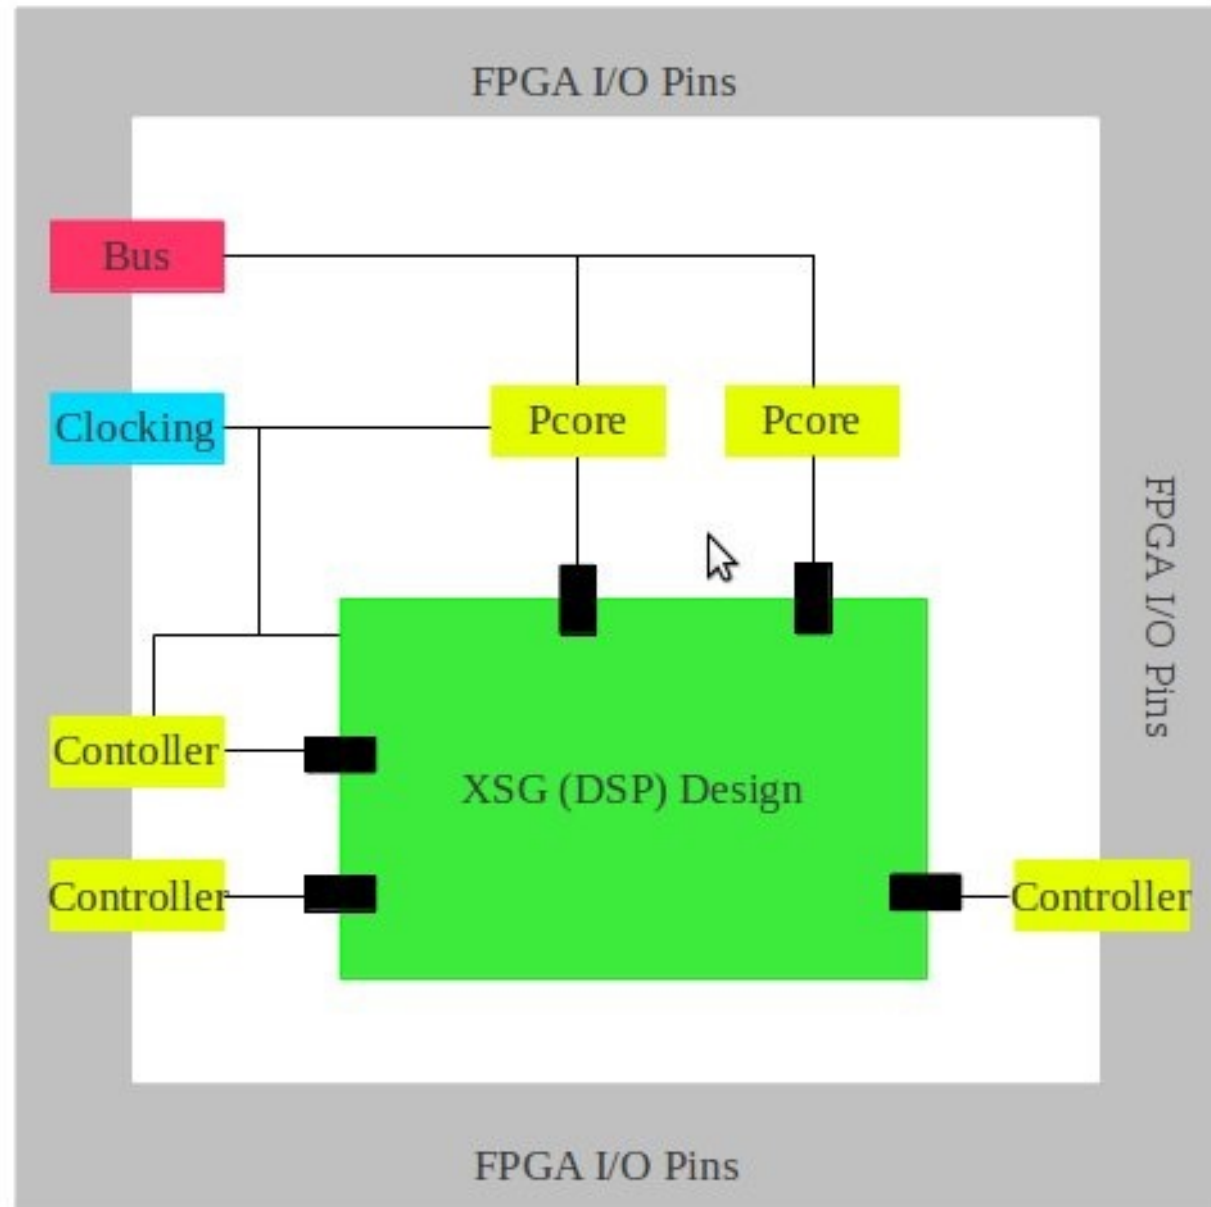 FPGA I/O Pins
Bus
Clocking
Pcore
Pcore
FPGA I/O Pins
Contoller
XSG (DSP) Design
Controller
Controller
FPGA I/O Pins